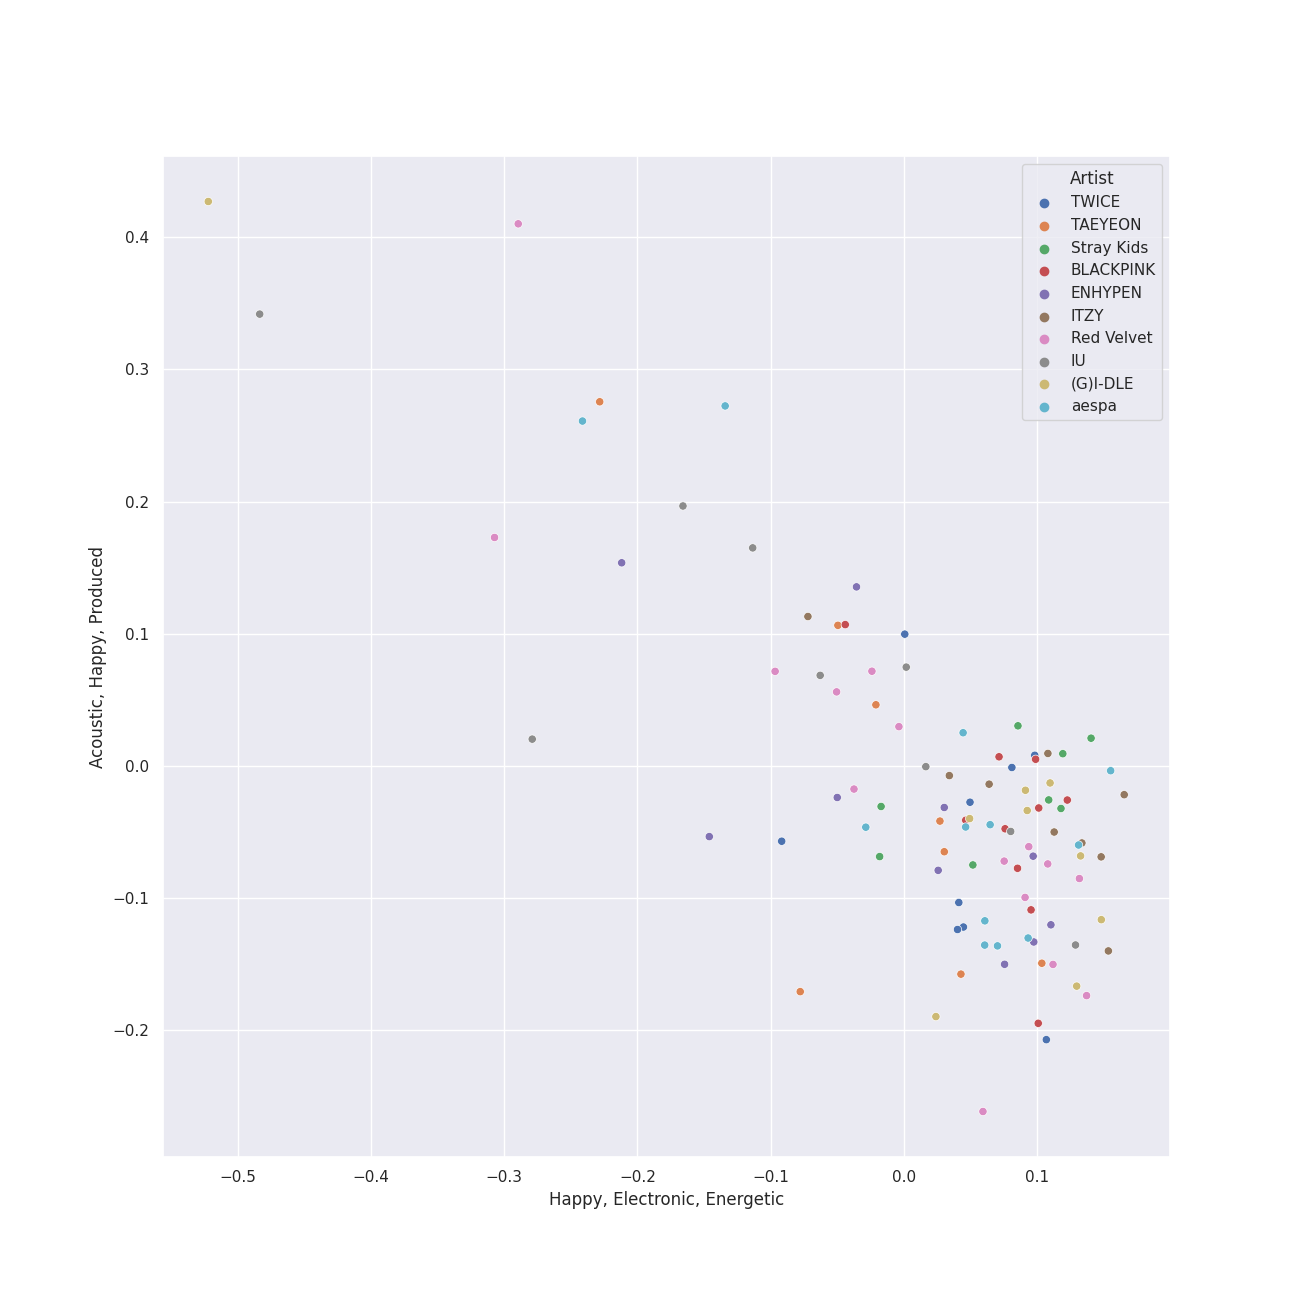 Artist
TWICE
TAEYEON
Stray Kids
BLACKPINK
ENHYPEN
ITZY
Red Velvet
IU
(G)I-DLE
aespa
0.4
0.3
0.2
0.1
0.0
−0.1
−0.2
Acoustic, Happy, Produced
−0.5 −0.4 −0.3 −0.2 −0.1 0.0 0.1
Happy, Electronic, Energetic